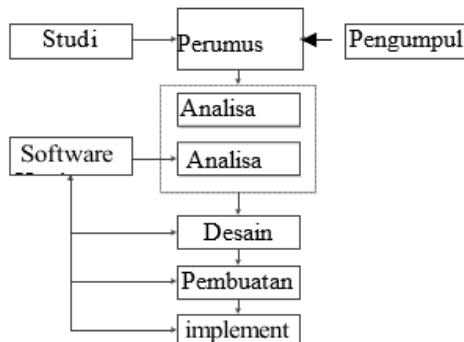 Studi
Perumus
Pengumpul
Analisa
Software
Analisa
Desain
Pembuatan
implement